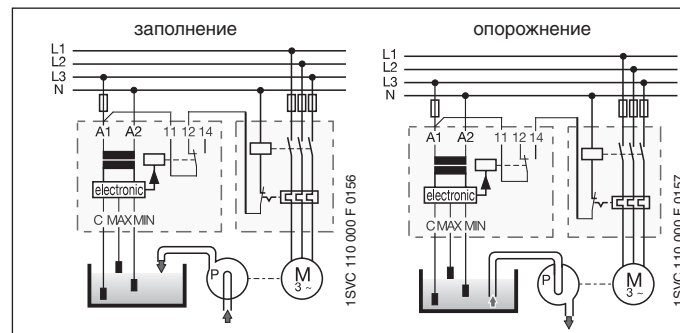 заполнение
L1
L2
L3
N
A1 A2 11 12 14
electronic
C MAX MIN
P
M
3 ~
1SVC 110 000 F 0156
опорожнение
L1
L2
L3
N
A1 A2 11 12 14
electronic
C MAX MIN
P
M
3 ~
1SVC 110 000 F 0157